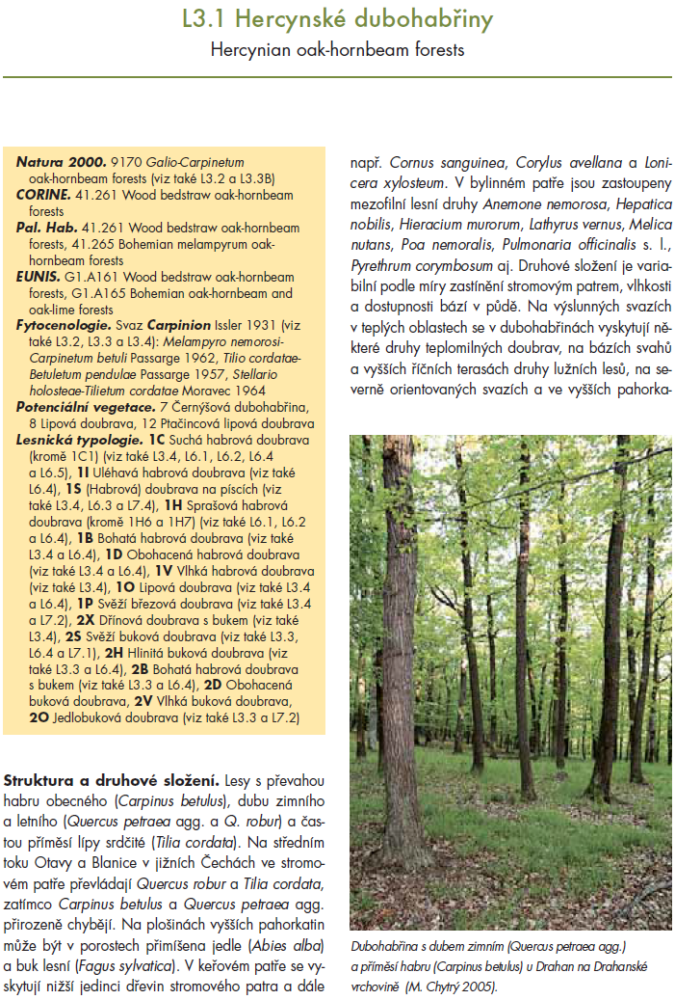 L3.1 Hercynské dubohabřiny
Hercynian oak-hornbeam forests
Natura 2000. 9170 Galio-Carpinetum
oak-hornbeam forests (viz také L3.2 a L3.3B)
CORINE. 41.261 Wood bedstraw oak-hornbeam
forests
Pal. Hab. 41.261 Wood bedstraw oak-hornbeam
forests, 41.265 Bohemian melampyrum oak-
hornbeam forests
EUNIS. G1.A161 Wood bedstraw oak-hornbeam
forests, G1.A165 Bohemian oak-hornbeam and
oak-lime forests
Fytocenologie. Svaz Carpinion Issler 1931 (viz
také L3.2, L3.3 a L3.4): Melampyro nemorosi-
Carpinetum betuli Passarge 1962, Tilio cordatae-
Betuletum pendulae Passarge 1957, Stellario
holosteae-Tilietum cordatae Moravec 1964
Potenciální vegetace. 7 Černýšová dubohabřina,
8 Lipová doubrava, 12 Ptačincová lipová doubrava
Lesnická typologie. 1C Suchá habrová doubrava
(kromě 1C1) (viz také L3.4, L6.1, L6.2, L6.4
a L6.5), 1I Uléhavá habrová doubrava (viz také
L6.4), 1S (Habrová) doubrava na píscích (viz
také L3.4, L6.3 a L7.4), 1H Sprašová habrová
doubrava (kromě 1H6 a 1H7) (viz také L6.1, L6.2
a L6.4), 1B Bohatá habrová doubrava (viz také
L3.4 a L6.4), 1D Obohacená habrová doubrava
(viz také L3.4 a L6.4), 1V Vlhká habrová doubrava
(viz také L3.4), 1O Lipová doubrava (viz také L3.4
a L6.4), 1P Svěží březová doubrava (viz také L3.4
a L7.2), 2X Dřínová doubrava s bukem (viz také
L3.4), 2S Svěží buková doubrava (viz také L3.3,
L6.4 a L7.1), 2H Hlinitá buková doubrava (viz
také L3.3 a L6.4), 2B Bohatá habrová doubrava
s bukem (viz také L3.3 a L6.4), 2D Obohacená
buková doubrava, 2V Vlhká buková doubrava,
2O Jedlobuková doubrava (viz také L3.3 a L7.2)
Struktura a druhové složení. Lesy s převahou
habru obecného (Carpinus betulus), dubu zimního
a letního (Quercus petraea agg. a Q. robur) a čas-
tou příměsí lípy srdčité (Tilia cordata). Na středním
toku Otavy a Blanice v jižních Čechách ve stromo-
vém patře převládají Quercus robur a Tilia cordata,
zatímco Carpinus betulus a Quercus petraea agg.
přirozeně chybějí. Na plošinách vyšších pahorkatin
může být v porostech přimíšena jedle (Abies alba)
a buk lesní (Fagus sylvatica). V keřovém patře se vy-
skytují nižší jedinci dřevin stromového patra a dále
např. Cornus sanguinea, Corylus avellana a Loni-
cera xylosteum. V bylinném patře jsou zastoupeny
mezofilní lesní druhy Anemone nemorosa, Hepatica
nobilis, Hieracium murorum, Lathyrus vernus, Melica
nutans, Poa nemoralis, Pulmonaria officinalis s. l.,
Pyrethrum corymbosum aj. Druhové složení je varia-
bilní podle míry zastínění stromovým patrem, vlhkosti
a dostupnosti bází v půdě. Na výslunných svazích
v teplých oblastech se v dubohabřinách vyskytují ně-
které druhy teplomilných doubrav, na bázích svahů
a vyšších říčních terasách druhy lužních lesů, na se-
verně orientovaných svazích a ve vyšších pahorka-
Dubohabřina s dubem zimním (Quercus petraea agg.)
a příměsí habru (Carpinus betulus) u Drahan na Drahanské
vrchovině (M. Chytrý 2005).